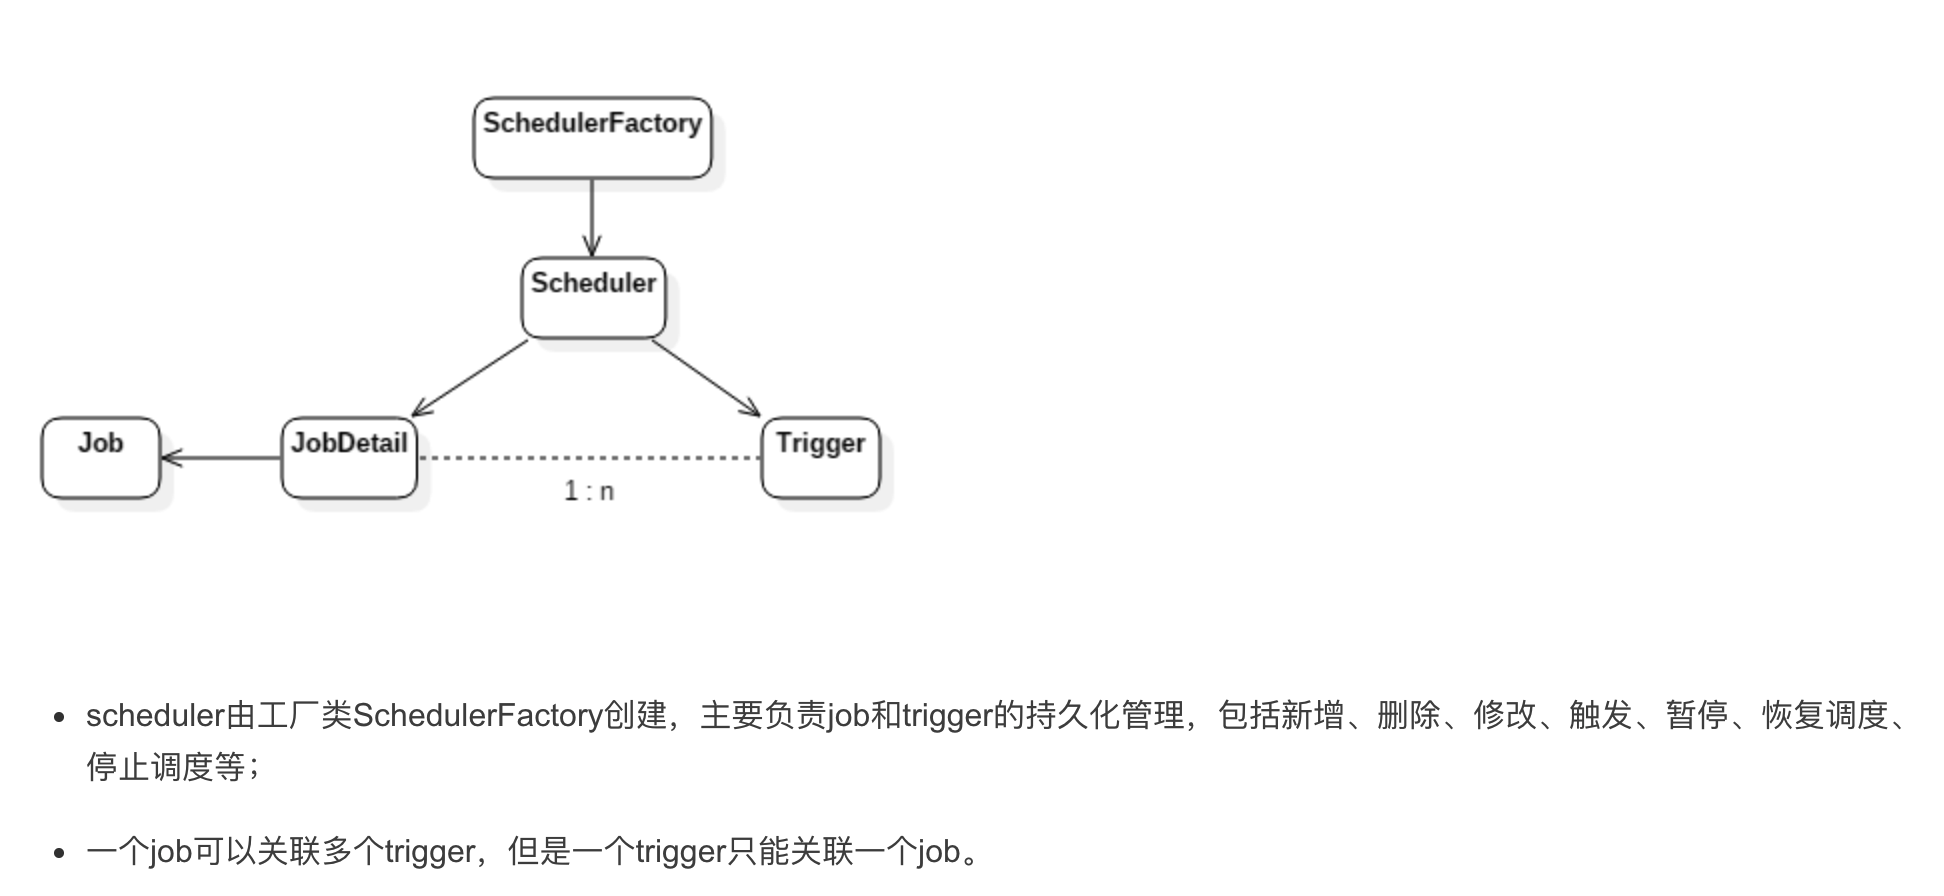 SchedulerFactory
Scheduler
Job
JobDetail
Trigger
1 : n
scheduler由工厂类SchedulerFactory创建，主要负责job和trigger的持久化管理，包括新增、删除、修改、触发、暂停、恢复调度、
停止调度等；
一个job可以关联多个trigger，但是一个trigger只能关联一个job。